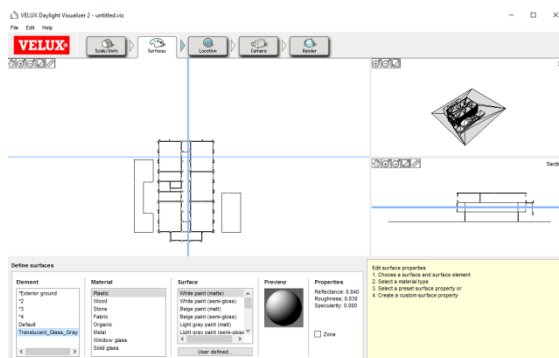 VELUX Daylight Visualizer 2 - untitled.viz
File Edit Help
VELUX
Scale/Units
Surfaces
Location
Camera
Render
Define surfaces
Element
*Exterior ground
*2
*3
*4
Default
Translucent_Glass_Gray
Material
Plastic
Wood
Stone
Fabric
Organic
Metal
Window glass
Solid glass
Surface
White paint (matte)
White paint (semi-gloss)
Beige paint (matt)
Beige paint (semi-gloss)
Light gray paint (matt)
Light gray paint (semi-gloss)
User defined...
Preview
Properties
Reflectance: 0.840
Roughness: 0.030
Specularity: 0.000
Zone
Edit surface properties
1. Choose a surface and surface element
2. Select a material type
3. Select a preset surface property or
4. Create a custom surface property